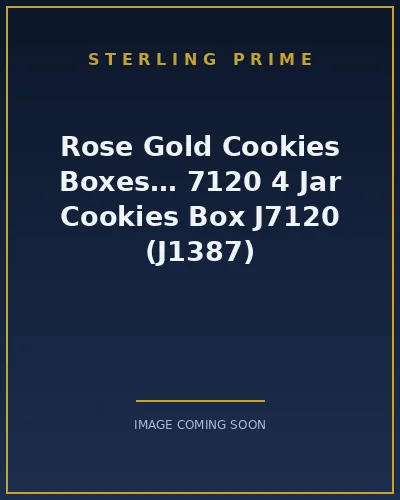 STERLING PRIME
Rose Gold Cookies
Boxes... 7120 4 Jar
Cookies Box J7120
(J1387)
IMAGE COMING SOON